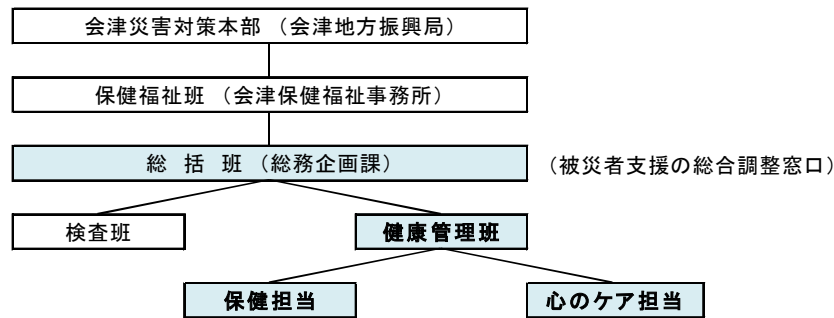 会津災害対策本部（会津地方振興局）
保健福祉班（会津保健福祉事務所）
総 括 班（総務企画課）
（被災者支援の総合調整窓口）
検査班
健康管理班
保健担当
心のケア担当